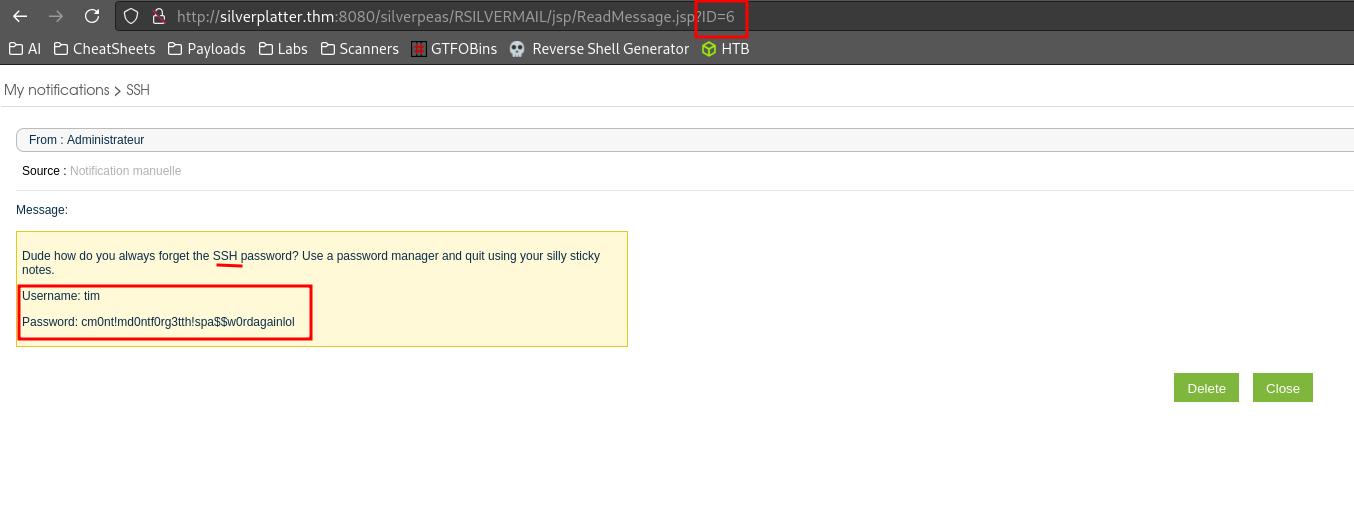 http://silverplatter.thm:8080/silverpeas/RSILVERMAIL/jsp/ReadMessage.jsp?ID=6
AI CheatSheets Payloads Labs Scanners GTFOBins Reverse Shell Generator HTB
My notifications > SSH
From : Administrateur
Source : Notification manuelle
Message:
Dude how do you always forget the SSH password? Use a password manager and quit using your silly sticky
notes.
Username: tim
Password: cm0nt!md0ntf0rg3tth!spa$$w0rdagainlol
Delete Close